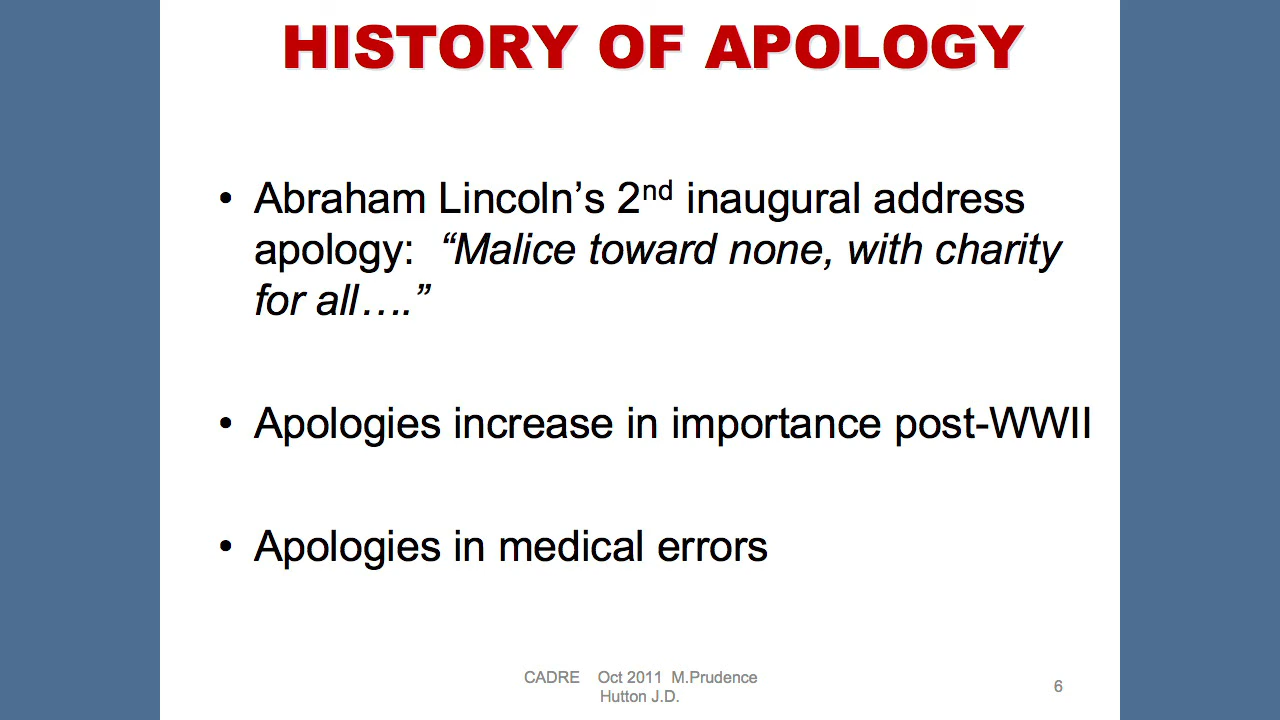 HISTORY OF APOLOGY
• Abraham Lincoln’s 2nd inaugural address
apology:  “Malice toward none, with charity
for all….”
• Apologies increase in importance post-WWII
• Apologies in medical errors
CADRE    Oct 2011  M.Prudence
Hutton J.D.
6